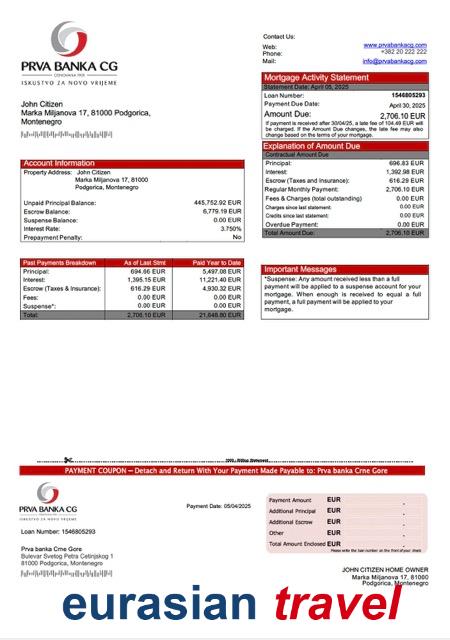 PRVA BANKA CG
OSNOVANA 1901
ISKUSTVO ZA NOVO VRIJEME
Contact Us:
Web: www.prvabankacg.com
Phone: +382 20 222 222
Mail: info@prvabankacg.com
John Citizen
Marka Miljanova 17, 81000 Podgorica,
Montenegro
Mortgage Activity Statement
Statement Date: April 05, 2025
Loan Number: 1546805293
Payment Due Date: April 30, 2025
Amount Due: 2,706.10 EUR
If payment is received after 30/04/25, a late fee of 104.49 EUR will
be charged. If the Amount Due changes, the late fee may also
change based on the terms of your mortgage.
Explanation of Amount Due
Contractual Amount Due
Principal: 696.83 EUR
Interest: 1,392.98 EUR
Escrow (Taxes & Insurance): 616.29 EUR
Regular Monthly Payment: 2,706.10 EUR
Fees & Charges (total outstanding) 0.00 EUR
Charges since last statement: 0.00 EUR
Credits since last statement: 0.00 EUR
Overdue Payment: 0.00 EUR
Total Amount Due: 2,706.10 EUR
Account Information
Property Address: John Citizen
Marka Miljanova 17, 81000
Podgorica, Montenegro
Unpaid Principal Balance: 445,752.92 EUR
Escrow Balance: 6,779.19 EUR
Suspense Balance: 0.00 EUR
Interest Rate: 3.750%
Prepayment Penalty: No
Past Payments Breakdown As of Last Stmt Paid Year to Date
Principal: 694.66 EUR 5,497.08 EUR
Interest: 1,395.15 EUR 11,221.40 EUR
Escrow (Taxes & Insurance): 616.29 EUR 4,930.32 EUR
Fees: 0.00 EUR 0.00 EUR
Suspense*: 0.00 EUR 0.00 EUR
Total: 2,706.10 EUR 21,648.80 EUR
Important Messages
*Suspense: Any amount received less than a full
payment will be applied to a suspense account for your
mortgage. When enough is received to equal a full
payment, a full payment will be applied to your
mortgage.
PAYMENT COUPON – Detach and Return With Your Payment Made Payable to: Prva banka Crne Gore
PRVA BANKA CG
OSNOVANA 1901
ISKUSTVO ZA NOVO VRIJEME
Payment Date: 05/04/2025
Payment Amount EUR .
Additional Principal EUR .
Additional Escrow EUR .
Other EUR .
Total Amount Enclosed EUR .
Please write the loan number on the front of your check
Loan Number: 1546805293
Prva banka Crne Gore
Bulevar Svetog Petra Cetinjskog 1
81000 Podgorica, Montenegro
JOHN CITIZEN HOME OWNER
Marka Miljanova 17, 81000
Podgorica, Montenegro
eurasian travel